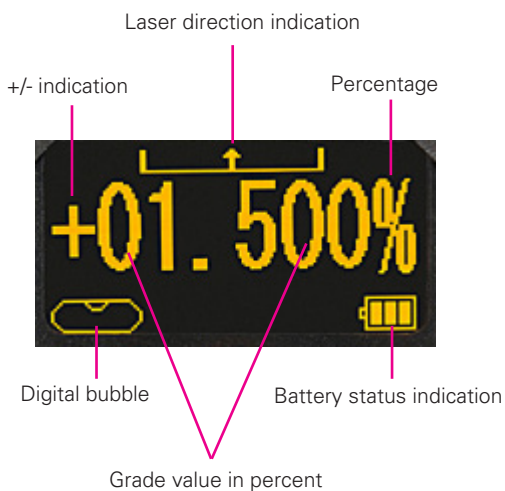 Laser direction indication
+/- indication
Percentage
+01.500%
Digital bubble
Battery status indication
Grade value in percent